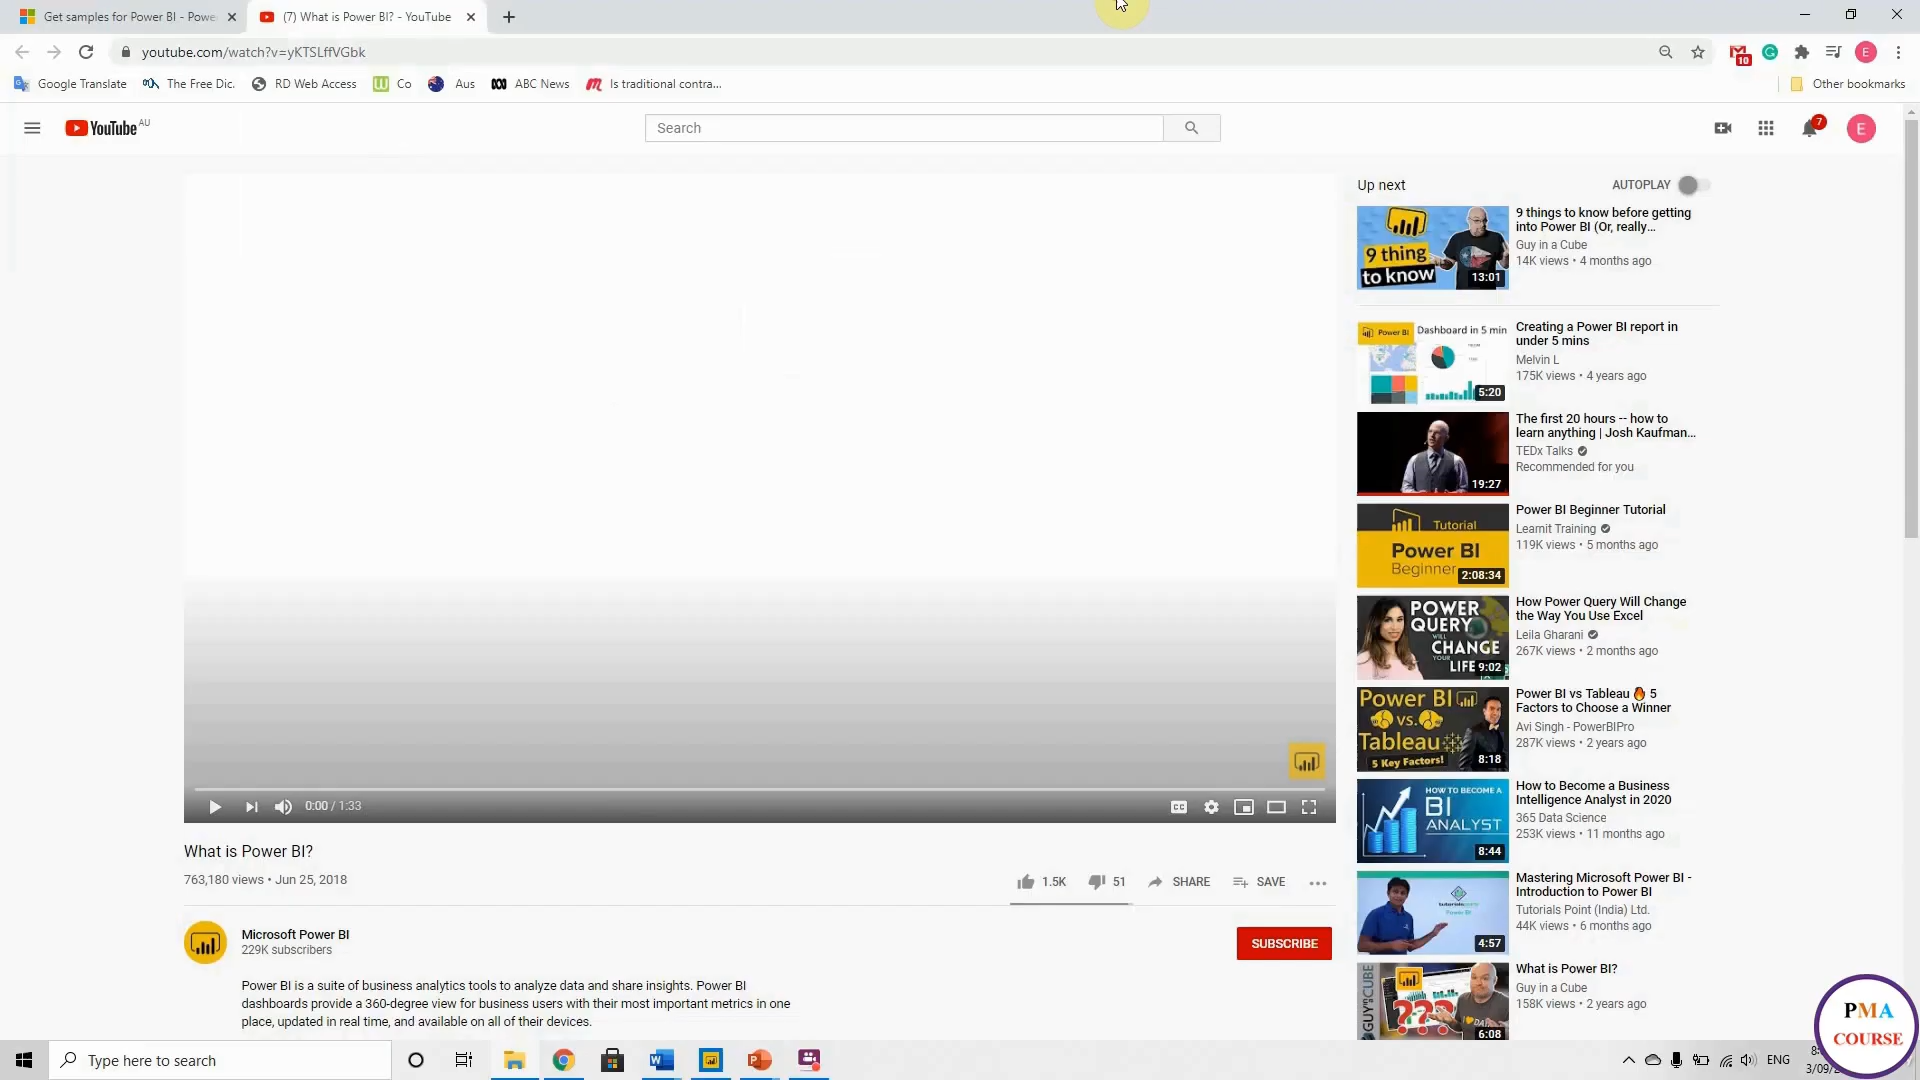 Get samples for Power BI - Powe
(7) What is Power BI? - YouTube
youtube.com/watch?v=yKTSLffVGbk
10
E
Google Translate
The Free Dic.
RD Web Access
Co
Aus
ABC News
Is traditional contra...
Other bookmarks
YouTube AU
Search
7
E
Up next
AUTOPLAY
9 thing
to know
13:01
9 things to know before getting
into Power BI (Or, really...
Guy in a Cube
14K views • 4 months ago
Power BI
Dashboard in 5 min
5:20
Creating a Power BI report in
under 5 mins
Melvin L
175K views • 4 years ago
19:27
The first 20 hours -- how to
learn anything | Josh Kaufman...
TEDx Talks
Recommended for you
Tutorial
Power BI
Beginner
2:08:34
Power BI Beginner Tutorial
Learnit Training
119K views • 5 months ago
POWER
QUERY
WILL
CHANGE
YOUR
LIFE
9:02
How Power Query Will Change
the Way You Use Excel
Leila Gharani
267K views • 2 months ago
Power BI
VS.
Tableau
5 Key Factors!
8:18
Power BI vs Tableau 🔥 5
Factors to Choose a Winner
Avi Singh - PowerBIPro
287K views • 2 years ago
HOW TO BECOME A
BI
ANALYST
8:44
How to Become a Business
Intelligence Analyst in 2020
365 Data Science
253K views • 11 months ago
Power BI
4:57
Mastering Microsoft Power BI -
Introduction to Power BI
Tutorials Point (India) Ltd.
44K views • 6 months ago
GUY IN A CUBE
???
6:08
What is Power BI?
Guy in a Cube
158K views • 2 years ago
0:00 / 1:33
CC
What is Power BI?
763,180 views • Jun 25, 2018
1.5K
51
SHARE
SAVE
Microsoft Power BI
229K subscribers
SUBSCRIBE
Power BI is a suite of business analytics tools to analyze data and share insights. Power BI
dashboards provide a 360-degree view for business users with their most important metrics in one
place, updated in real time, and available on all of their devices.
PMA
COURSE
Type here to search
ENG
3/09/2